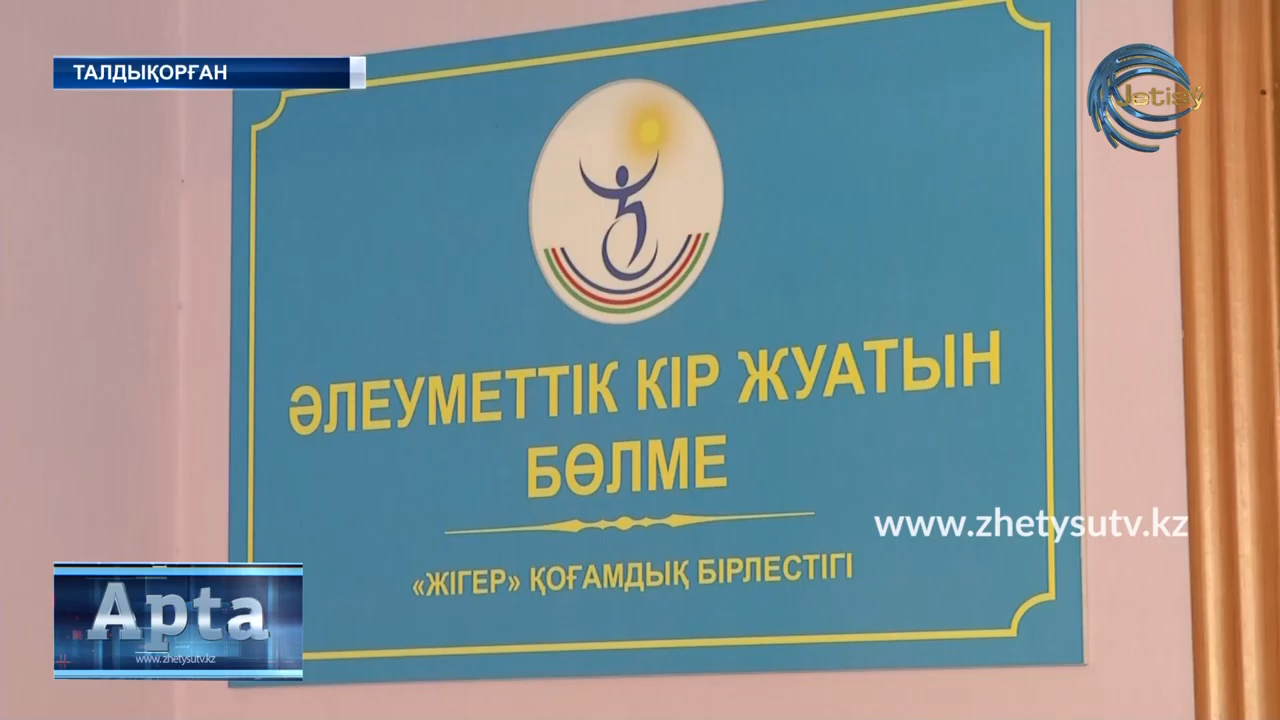 ТАЛДЫҚОРҒАН
Jetisý
ӘЛЕУМЕТТІК КІР ЖУАТЫН
БӨЛМЕ
www.zhetysutv.kz
«ЖІГЕР» ҚОҒАМДЫҚ БІРЛЕСТІГІ
Apta
www.zhetysutv.kz